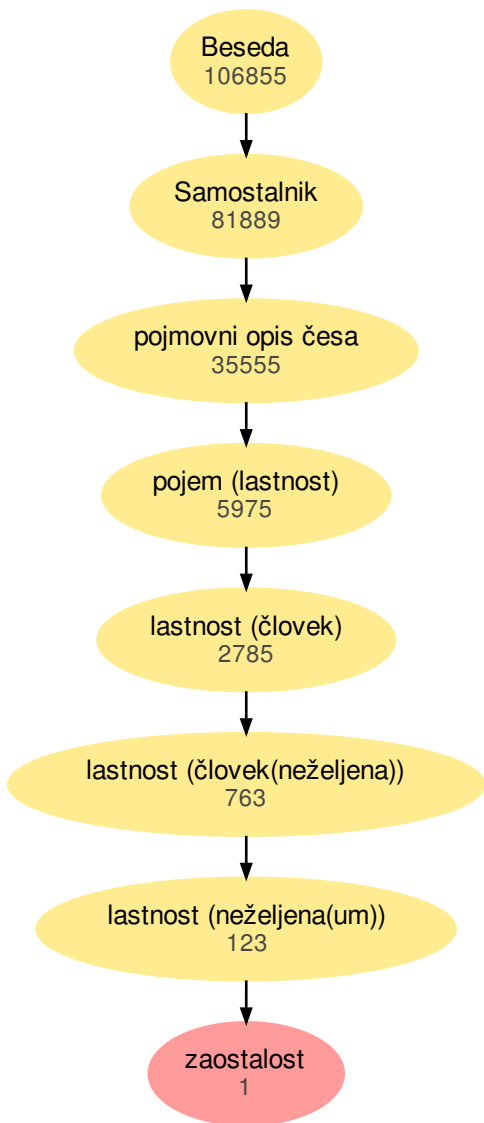 Beseda
106855
Samostalnik
81889
pojmovni opis česa
35555
pojem (lastnost)
5975
lastnost (človek)
2785
lastnost (človek(neželjena))
763
lastnost (neželjena(um))
123
zaostalost
1